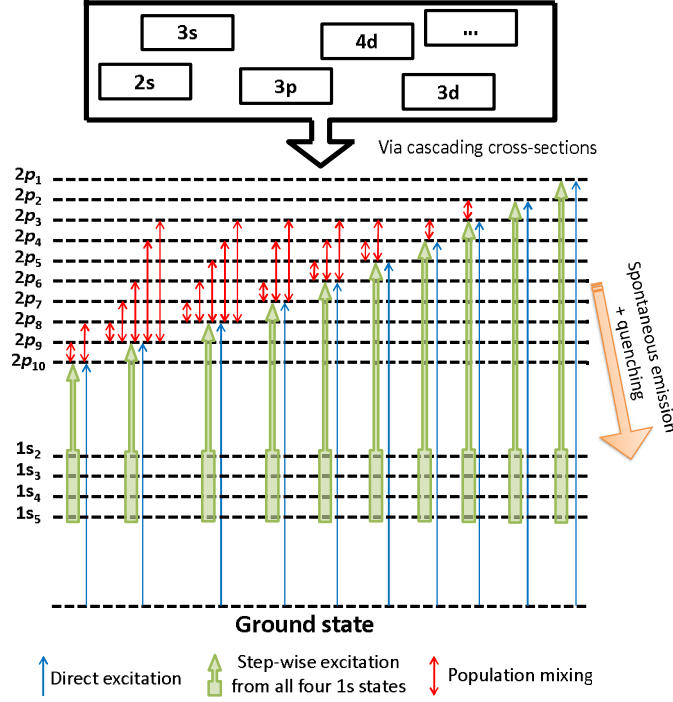 3s
4d
...
2s
3p
3d
Via cascading cross-sections
2p1
2p2
2p3
2p4
2p5
2p6
2p7
2p8
2p9
2p10
Spontaneous emission
+ quenching
1s2
1s3
1s4
1s5
Ground state
Direct excitation
Step-wise excitation
from all four 1s states
Population mixing